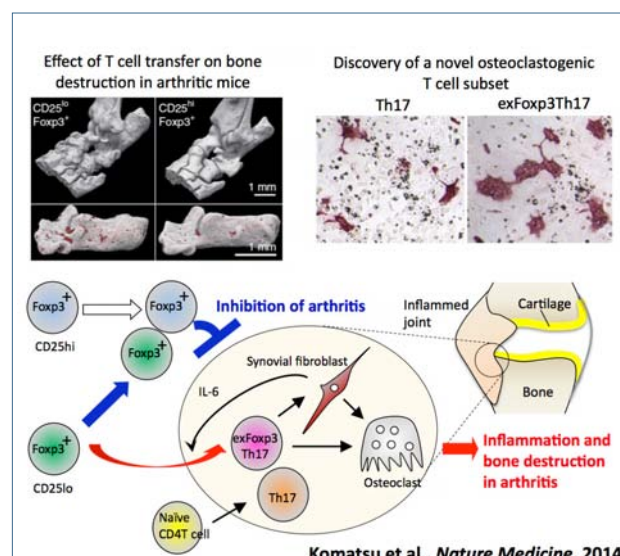 Effect of T cell transfer on bone
destruction in arthritic mice
CD25lo
Foxp3+
CD25hi
Foxp3+
1 mm
1 mm
Discovery of a novel osteoclastogenic
T cell subset
Th17
exFoxp3Th17
Foxp3+
CD25hi
Foxp3+
Foxp3+
Inhibition of arthritis
Inflammed
joint
Cartilage
Bone
Synovial fibroblast
IL-6
exFoxp3
Th17
Osteoclast
Foxp3+
CD25lo
Th17
Naïve
CD4T cell
Inflammation and
bone destruction
in arthritis
Komatsu et al., Nature Medicine, 2014